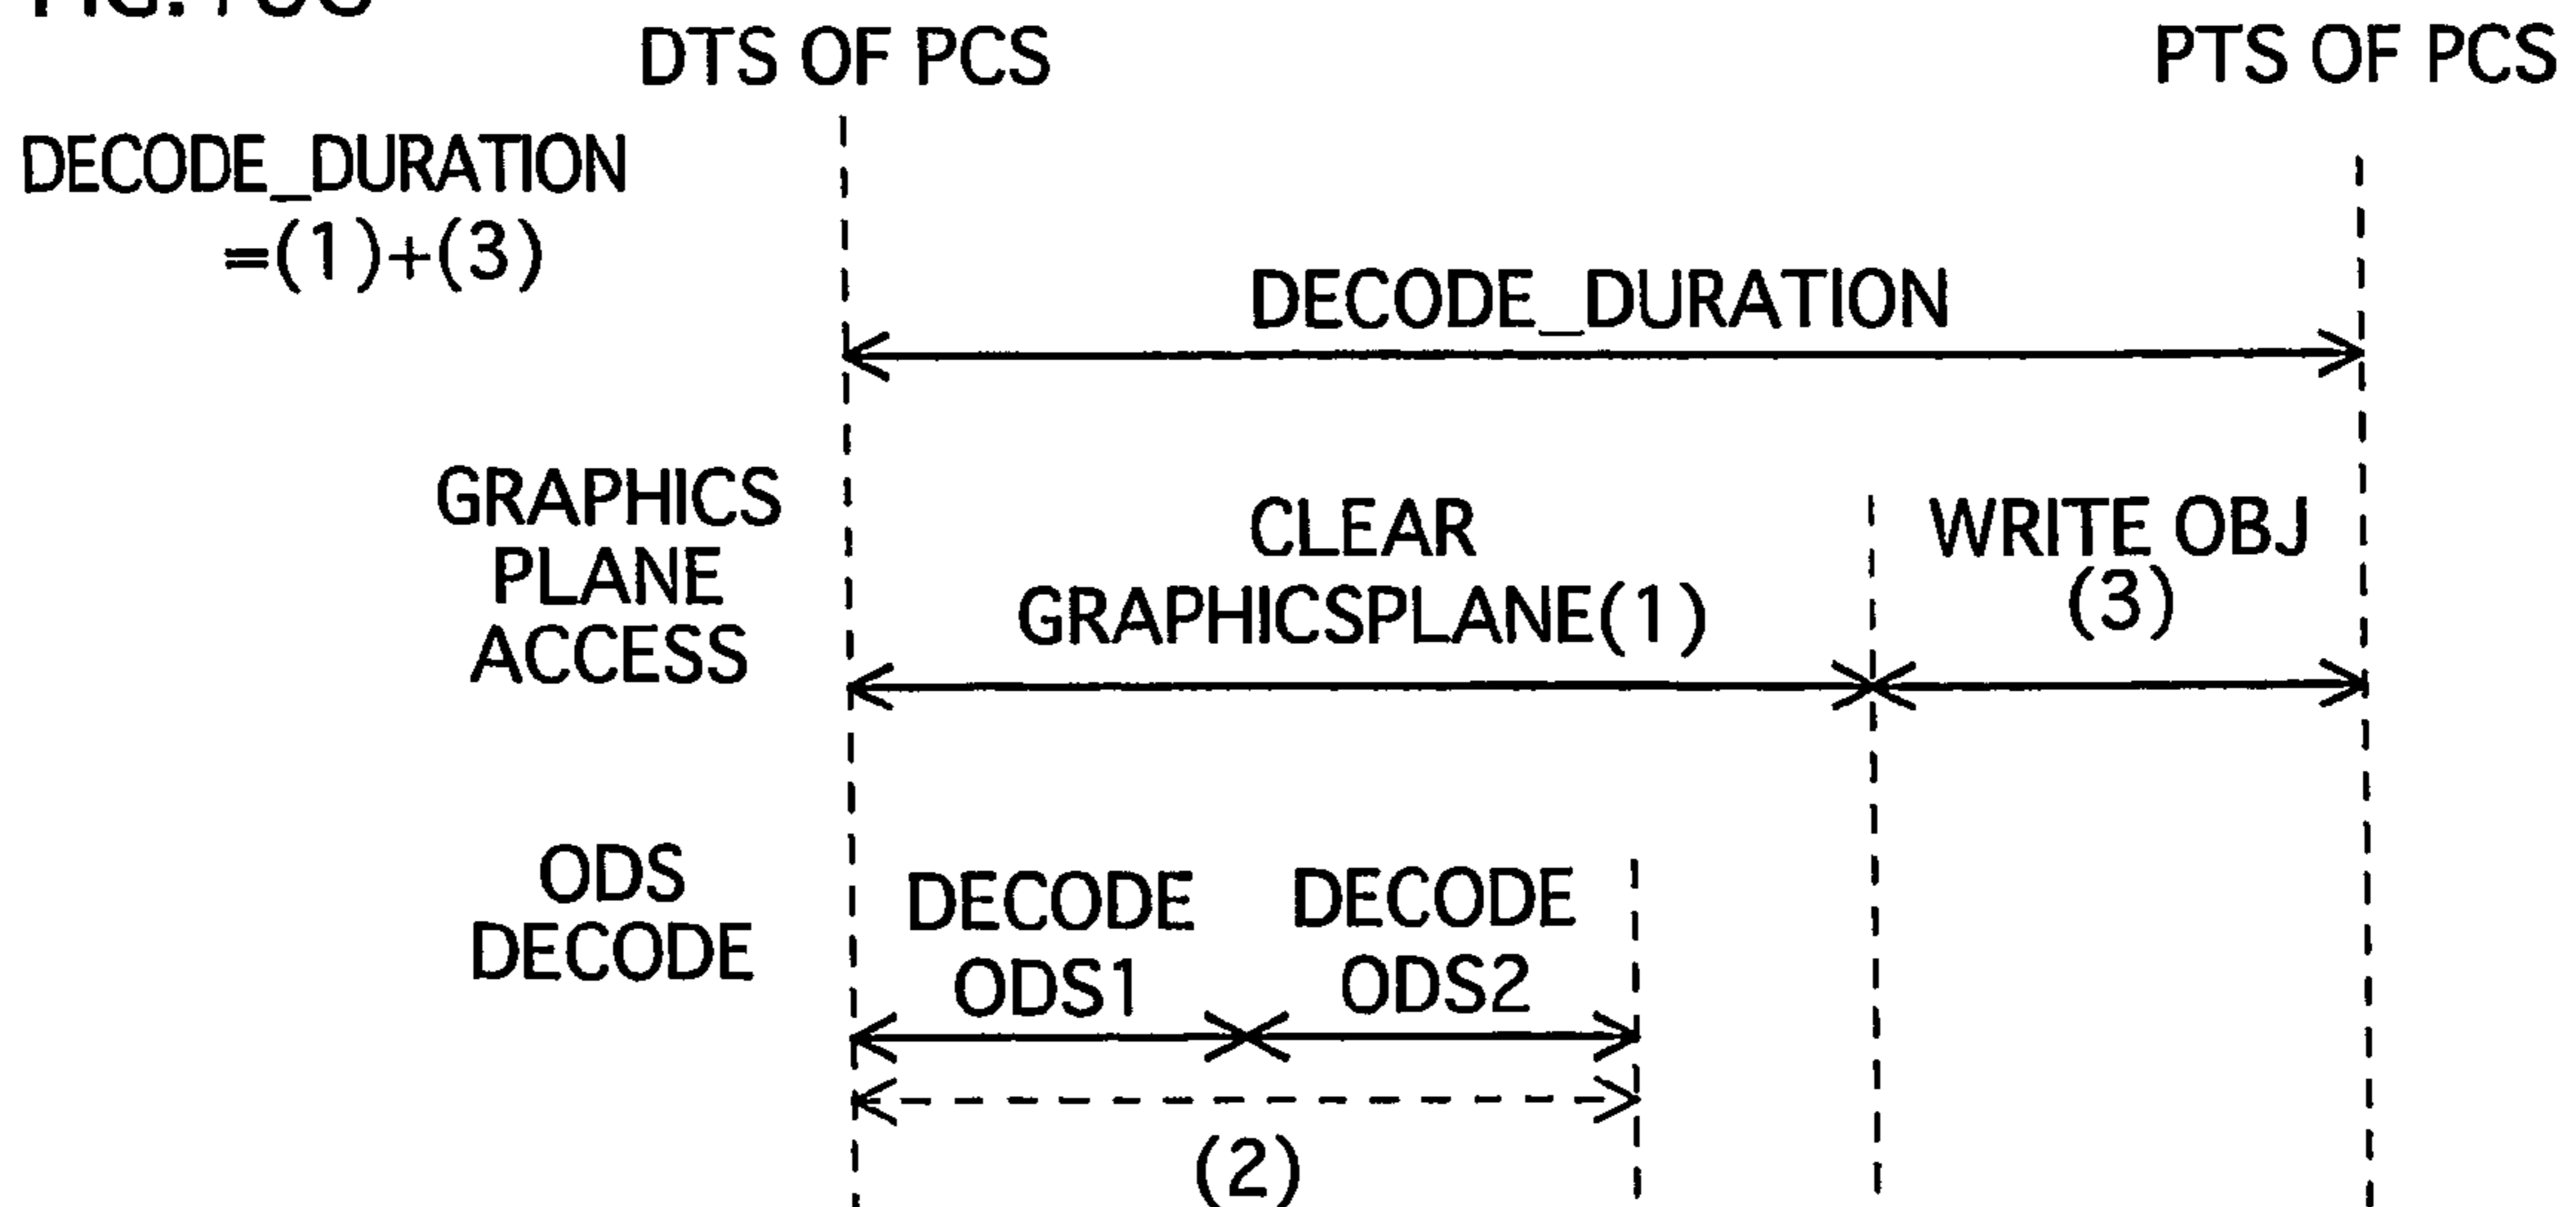 DTS OF PCS
PTS OF PCS
DECODE_DURATION
=(1)+(3)
DECODE_DURATION
GRAPHICS
PLANE
ACCESS
CLEAR
GRAPHICSPLANE(1)
WRITE OBJ
(3)
ODS
DECODE
DECODE
ODS1
DECODE
ODS2
(2)